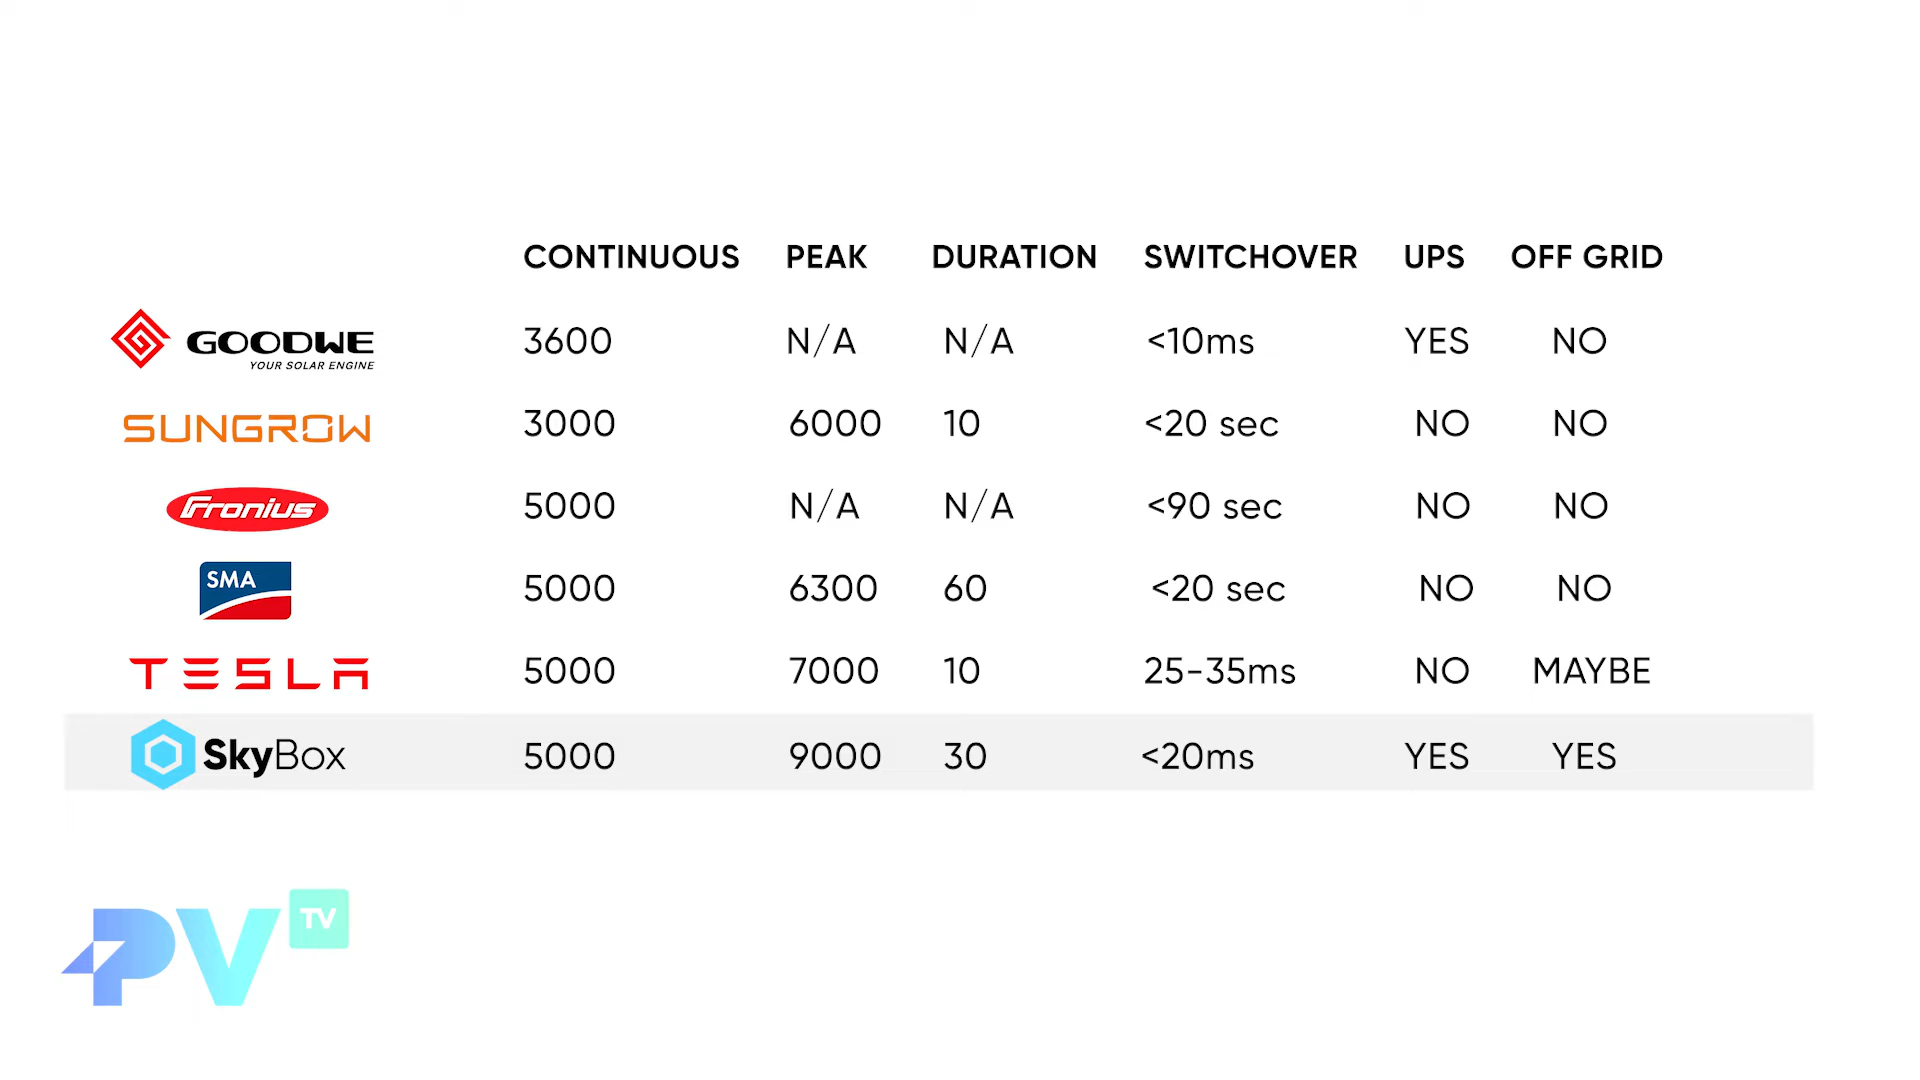 CONTINUOUS PEAK DURATION SWITCHOVER UPS OFF GRID
GOODWE 3600 N/A N/A <10ms YES NO
YOUR SOLAR ENGINE
SUNGROW 3000 6000 10 <20 sec NO NO
Fronius 5000 N/A N/A <90 sec NO NO
SMA 5000 6300 60 <20 sec NO NO
TESLA 5000 7000 10 25-35ms NO MAYBE
SkyBox 5000 9000 30 <20ms YES YES
PV TV